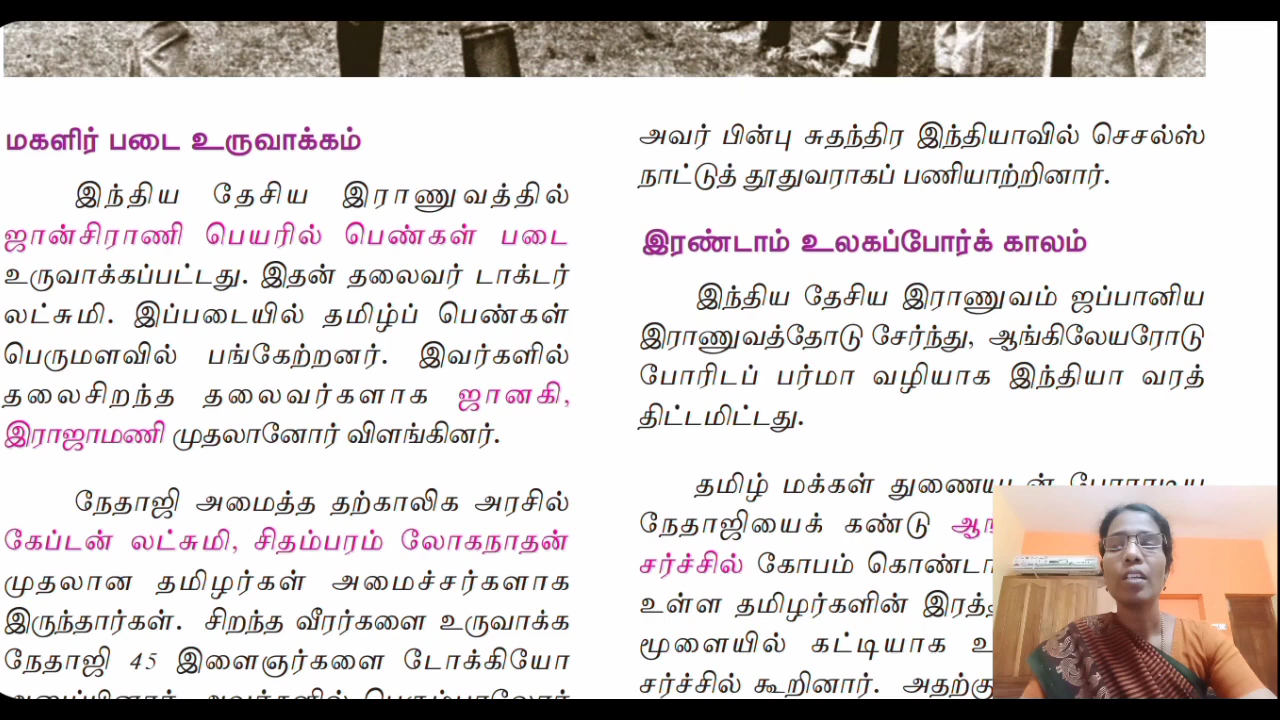 மகளிர் படை உருவாக்கம்
இந்திய தேசிய இராணுவத்தில்
ஜான்சிராணி பெயரில் பெண்கள் படை
உருவாக்கப்பட்டது. இதன் தலைவர் டாக்டர்
லட்சுமி. இப்படையில் தமிழ்ப் பெண்கள்
பெருமளவில் பங்கேற்றனர். இவர்களில்
தலைசிறந்த தலைவர்களாக ஜானகி,
இராஜாமணி முதலானோர் விளங்கினர்.
நேதாஜி அமைத்த தற்காலிக அரசில்
கேப்டன் லட்சுமி, சிதம்பரம் லோகநாதன்
முதலான தமிழர்கள் அமைச்சர்களாக
இருந்தார்கள். சிறந்த வீரர்களை உருவாக்க
நேதாஜி 45 இளைஞர்களை டோக்கியோ
அவர் பின்பு சுதந்திர இந்தியாவில் செசல்ஸ்
நாட்டுத் தூதுவராகப் பணியாற்றினார்.
இரண்டாம் உலகப்போர்க் காலம்
இந்திய தேசிய இராணுவம் ஜப்பானிய
இராணுவத்தோடு சேர்ந்து, ஆங்கிலேயரோடு
போரிடப் பர்மா வழியாக இந்தியா வரத்
திட்டமிட்டது.
தமிழ் மக்கள்
நேதாஜியைக் கண்டு
சர்ச்சில் கோபம்
உள்ள தமிழர்களின்
மூளையில் கட்டியாக
சர்ச்சில் கூறினார்.